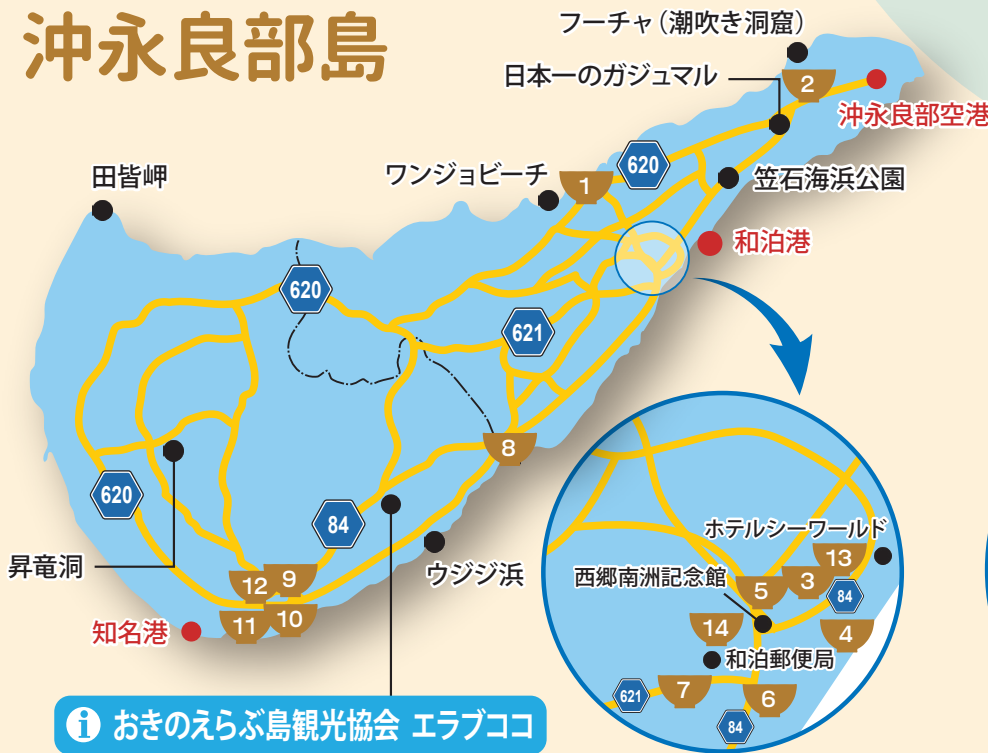 沖永良部島
フーチャ（潮吹き洞窟）
日本一のガジュマル
2
沖永良部空港
田皆岬
ワンジョビーチ
1
620
笠石海浜公園
和泊港
620
621
8
620
84
昇竜洞
ウジジ浜
12
9
11
10
知名港
ホテルシーワールド
13
西郷南洲記念館
5
3
84
14
4
和泊郵便局
621
7
6
84
i おきのえらぶ島観光協会 エラブココ